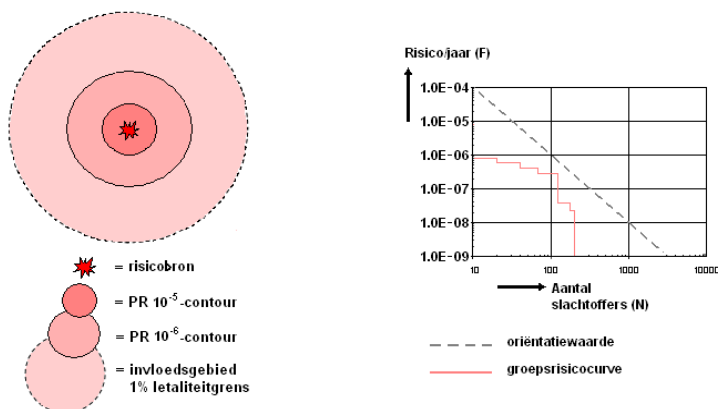 = risicobron
= PR 10⁻⁵-contour
= PR 10⁻⁶-contour
= invloedsgebied
1% letaliteitgrens
Risico/jaar (F)
1.0E-04
1.0E-05
1.0E-06
1.0E-07
1.0E-08
1.0E-09
10
100
1000
10000
Aantal
slachtoffers (N)
oriëntatiewaarde
groepsrisicocurve